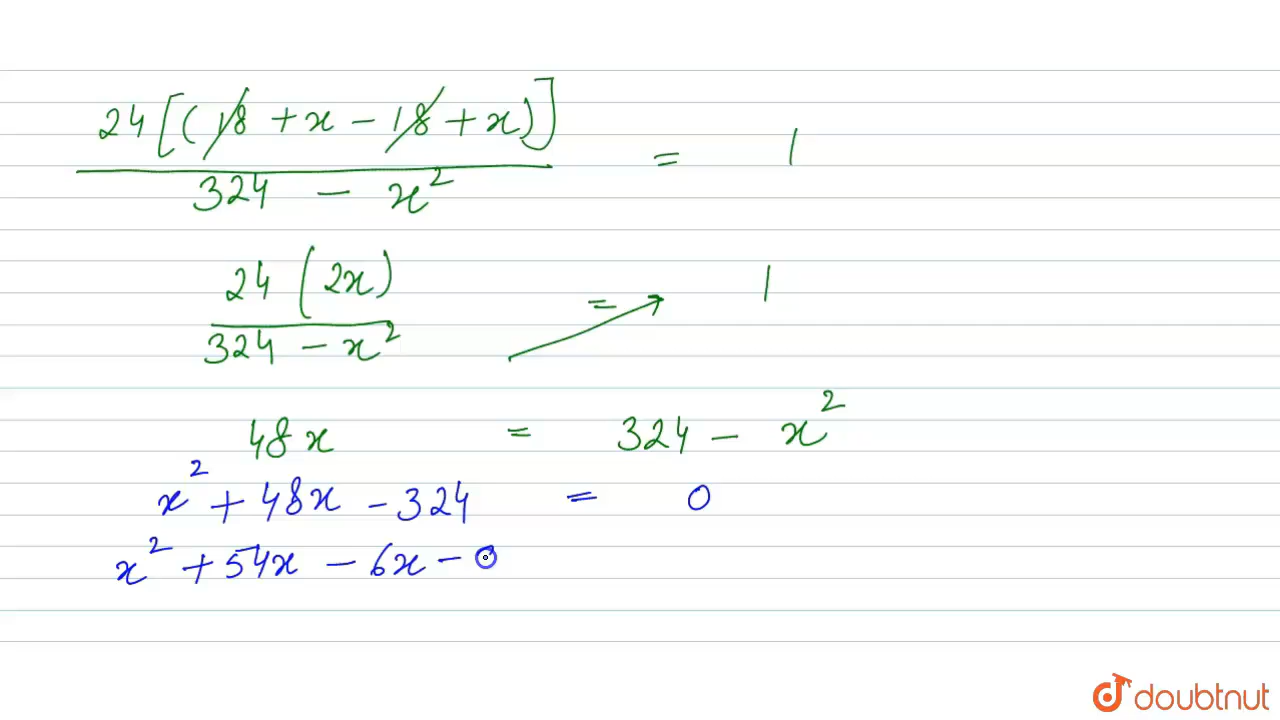 24[(18 + x - 18 + x)]
324 - x² = 1
24 (2x)
324 - x² = 1
48x = 324 - x²
x² + 48x - 324 = 0
x² + 54x - 6x -
doubtnut